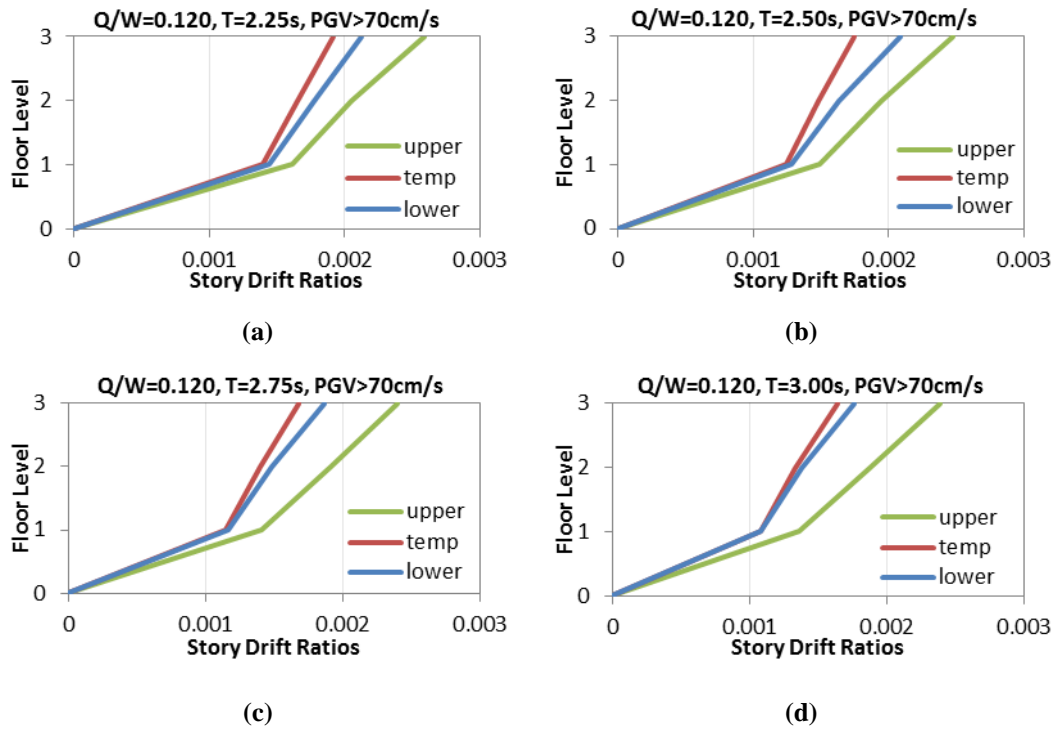 Q/W=0.120, T=2.25s, PGV>70cm/s
3
2
1
0
Floor Level
upper
temp
lower
0
0.001
0.002
0.003
Story Drift Ratios
(a)
Q/W=0.120, T=2.50s, PGV>70cm/s
3
2
1
0
Floor Level
upper
temp
lower
0
0.001
0.002
0.003
Story Drift Ratios
(b)
Q/W=0.120, T=2.75s, PGV>70cm/s
3
2
1
0
Floor Level
upper
temp
lower
0
0.001
0.002
0.003
Story Drift Ratios
(c)
Q/W=0.120, T=3.00s, PGV>70cm/s
3
2
1
0
Floor Level
upper
temp
lower
0
0.001
0.002
0.003
Story Drift Ratios
(d)